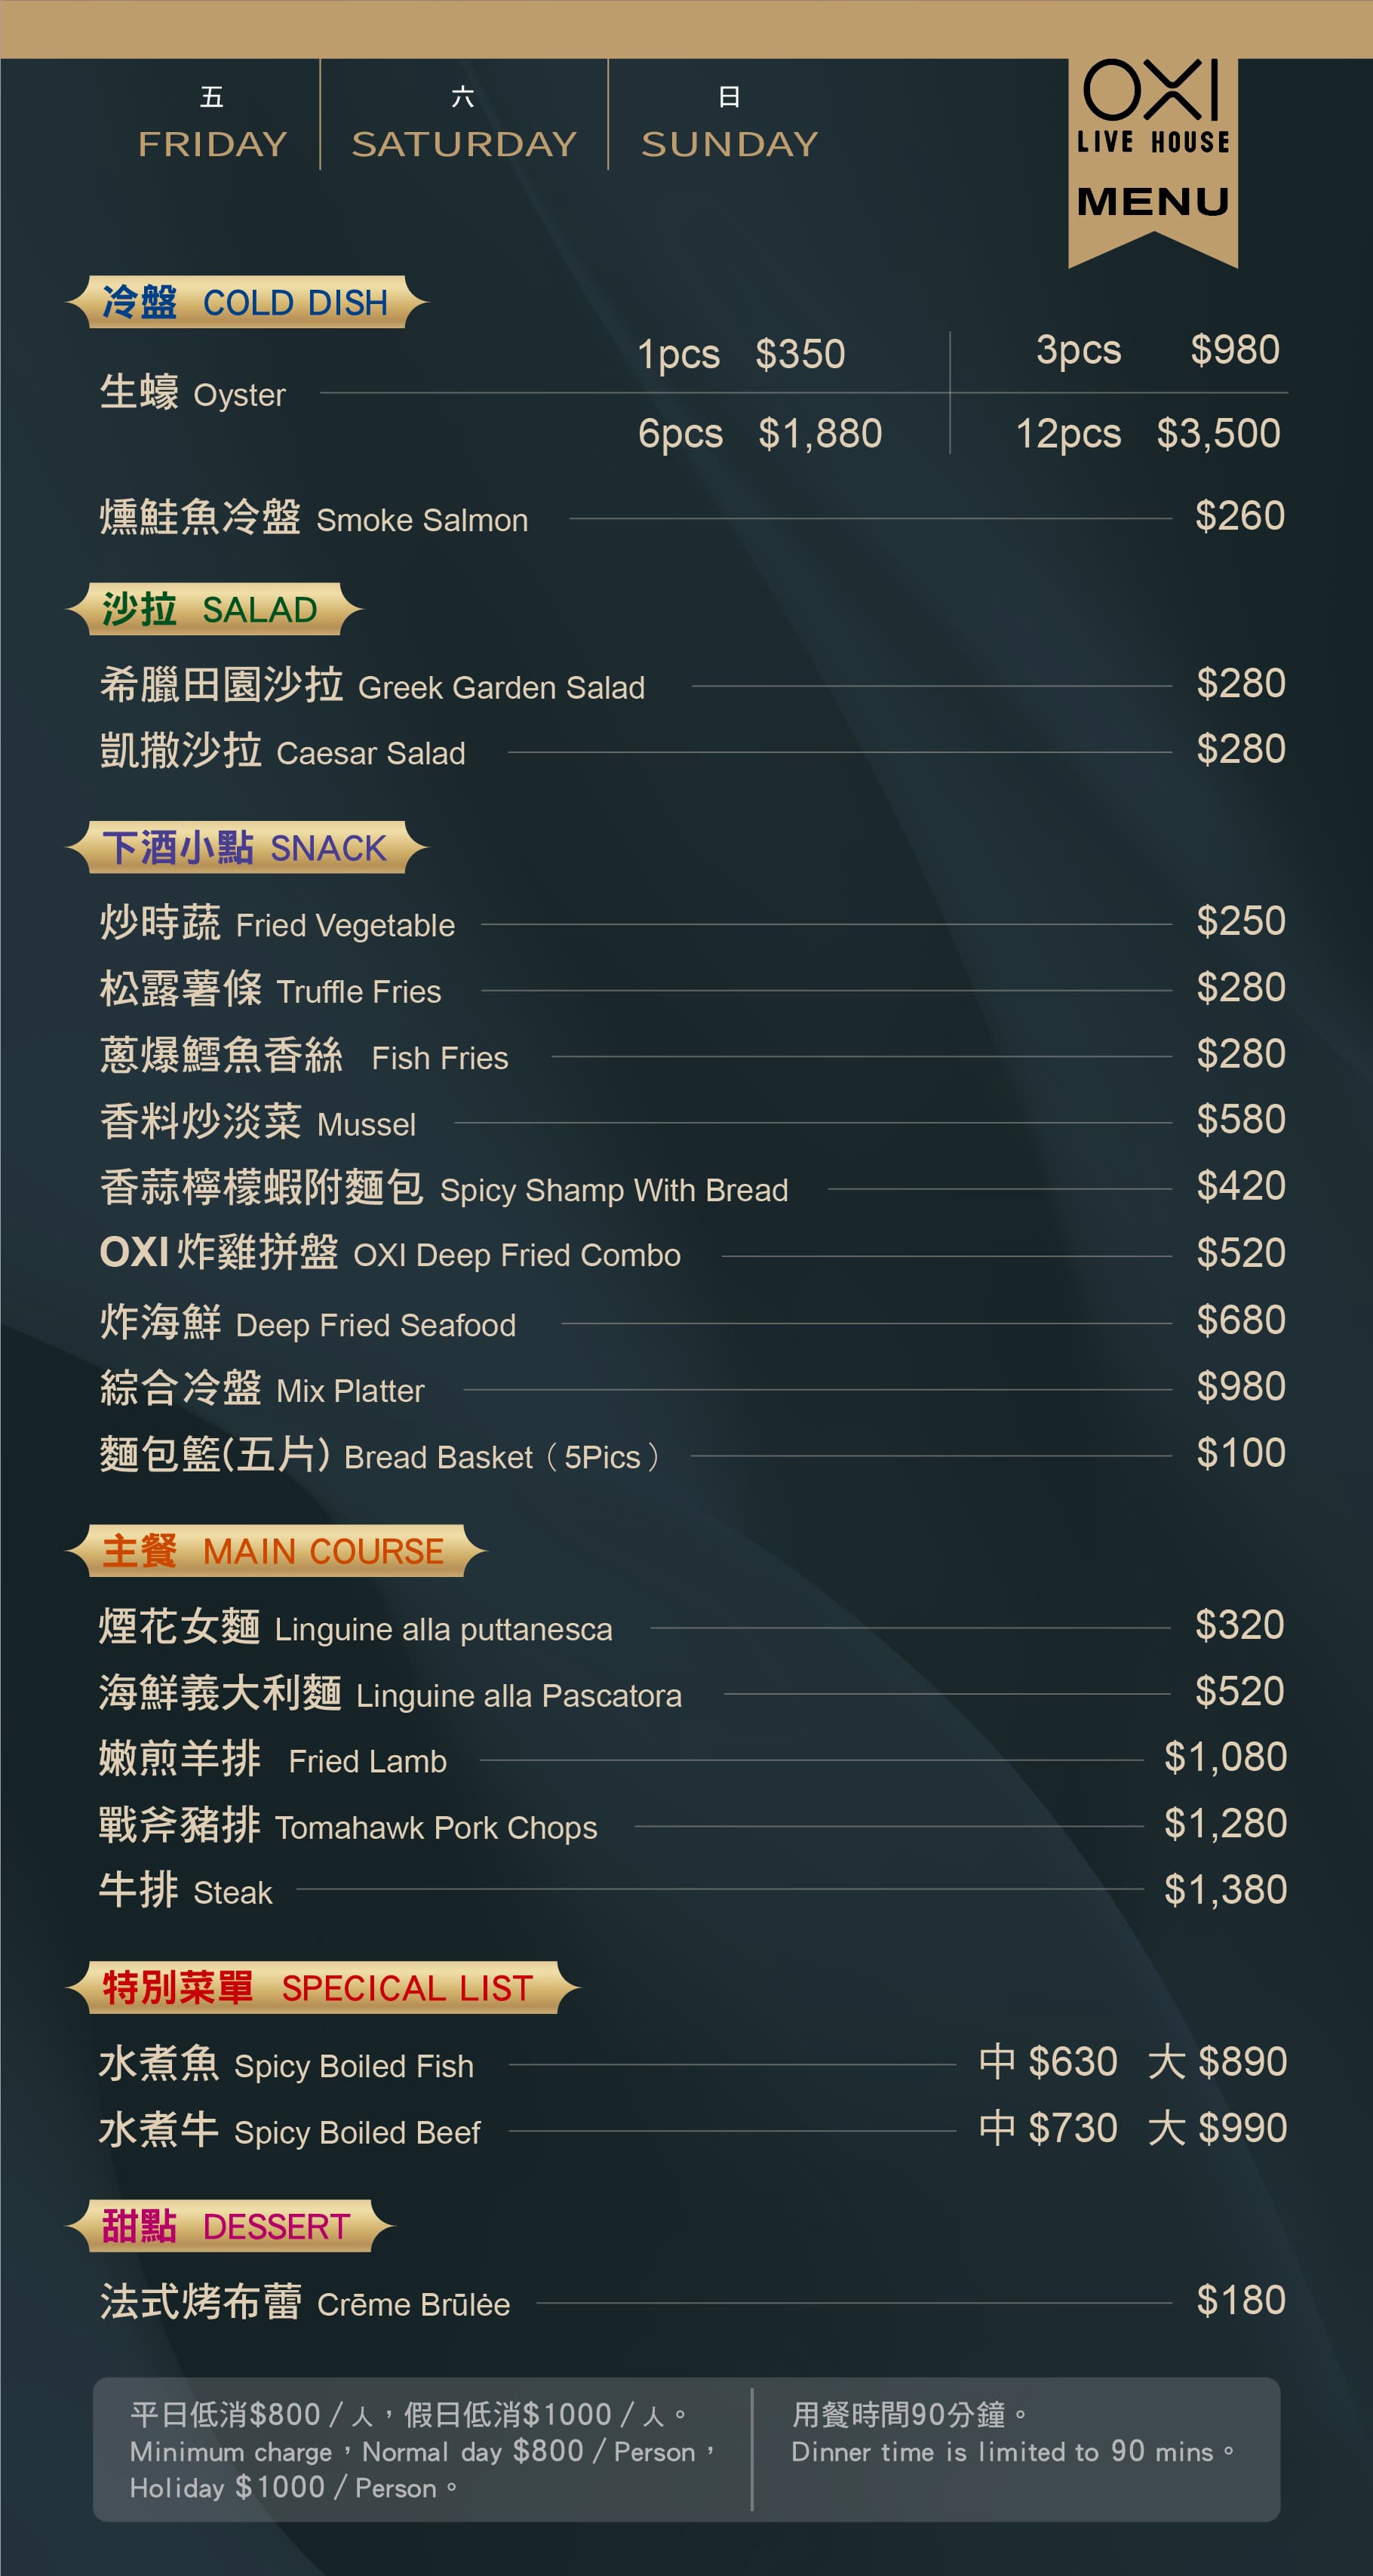 五 六 日
FRIDAY SATURDAY SUNDAY
OXI
LIVE HOUSE
MENU
冷盤 COLD DISH
生蠔 Oyster
1pcs $350 3pcs $980
6pcs $1,880 12pcs $3,500
燻鮭魚冷盤 Smoke Salmon $260
沙拉 SALAD
希臘田園沙拉 Greek Garden Salad $280
凱撒沙拉 Caesar Salad $280
下酒小點 SNACK
炒時蔬 Fried Vegetable $250
松露薯條 Truffle Fries $280
蔥爆鱈魚香絲 Fish Fries $280
香料炒淡菜 Mussel $580
香蒜檸檬蝦附麵包 Spicy Shamp With Bread $420
OXI炸雞拼盤 OXI Deep Fried Combo $520
炸海鮮 Deep Fried Seafood $680
綜合冷盤 Mix Platter $980
麵包籃(五片) Bread Basket（5Pics） $100
主餐 MAIN COURSE
煙花女麵 Linguine alla puttanesca $320
海鮮義大利麵 Linguine alla Pascatora $520
嫩煎羊排 Fried Lamb $1,080
戰斧豬排 Tomahawk Pork Chops $1,280
牛排 Steak $1,380
特別菜單 SPECICAL LIST
水煮魚 Spicy Boiled Fish 中 $630 大 $890
水煮牛 Spicy Boiled Beef 中 $730 大 $990
甜點 DESSERT
法式烤布蕾 Crēme Brūlėe $180
平日低消$800 / 人，假日低消$1000 / 人。
Minimum charge，Normal day $800 / Person，
Holiday $1000 / Person。
用餐時間90分鐘。
Dinner time is limited to 90 mins。